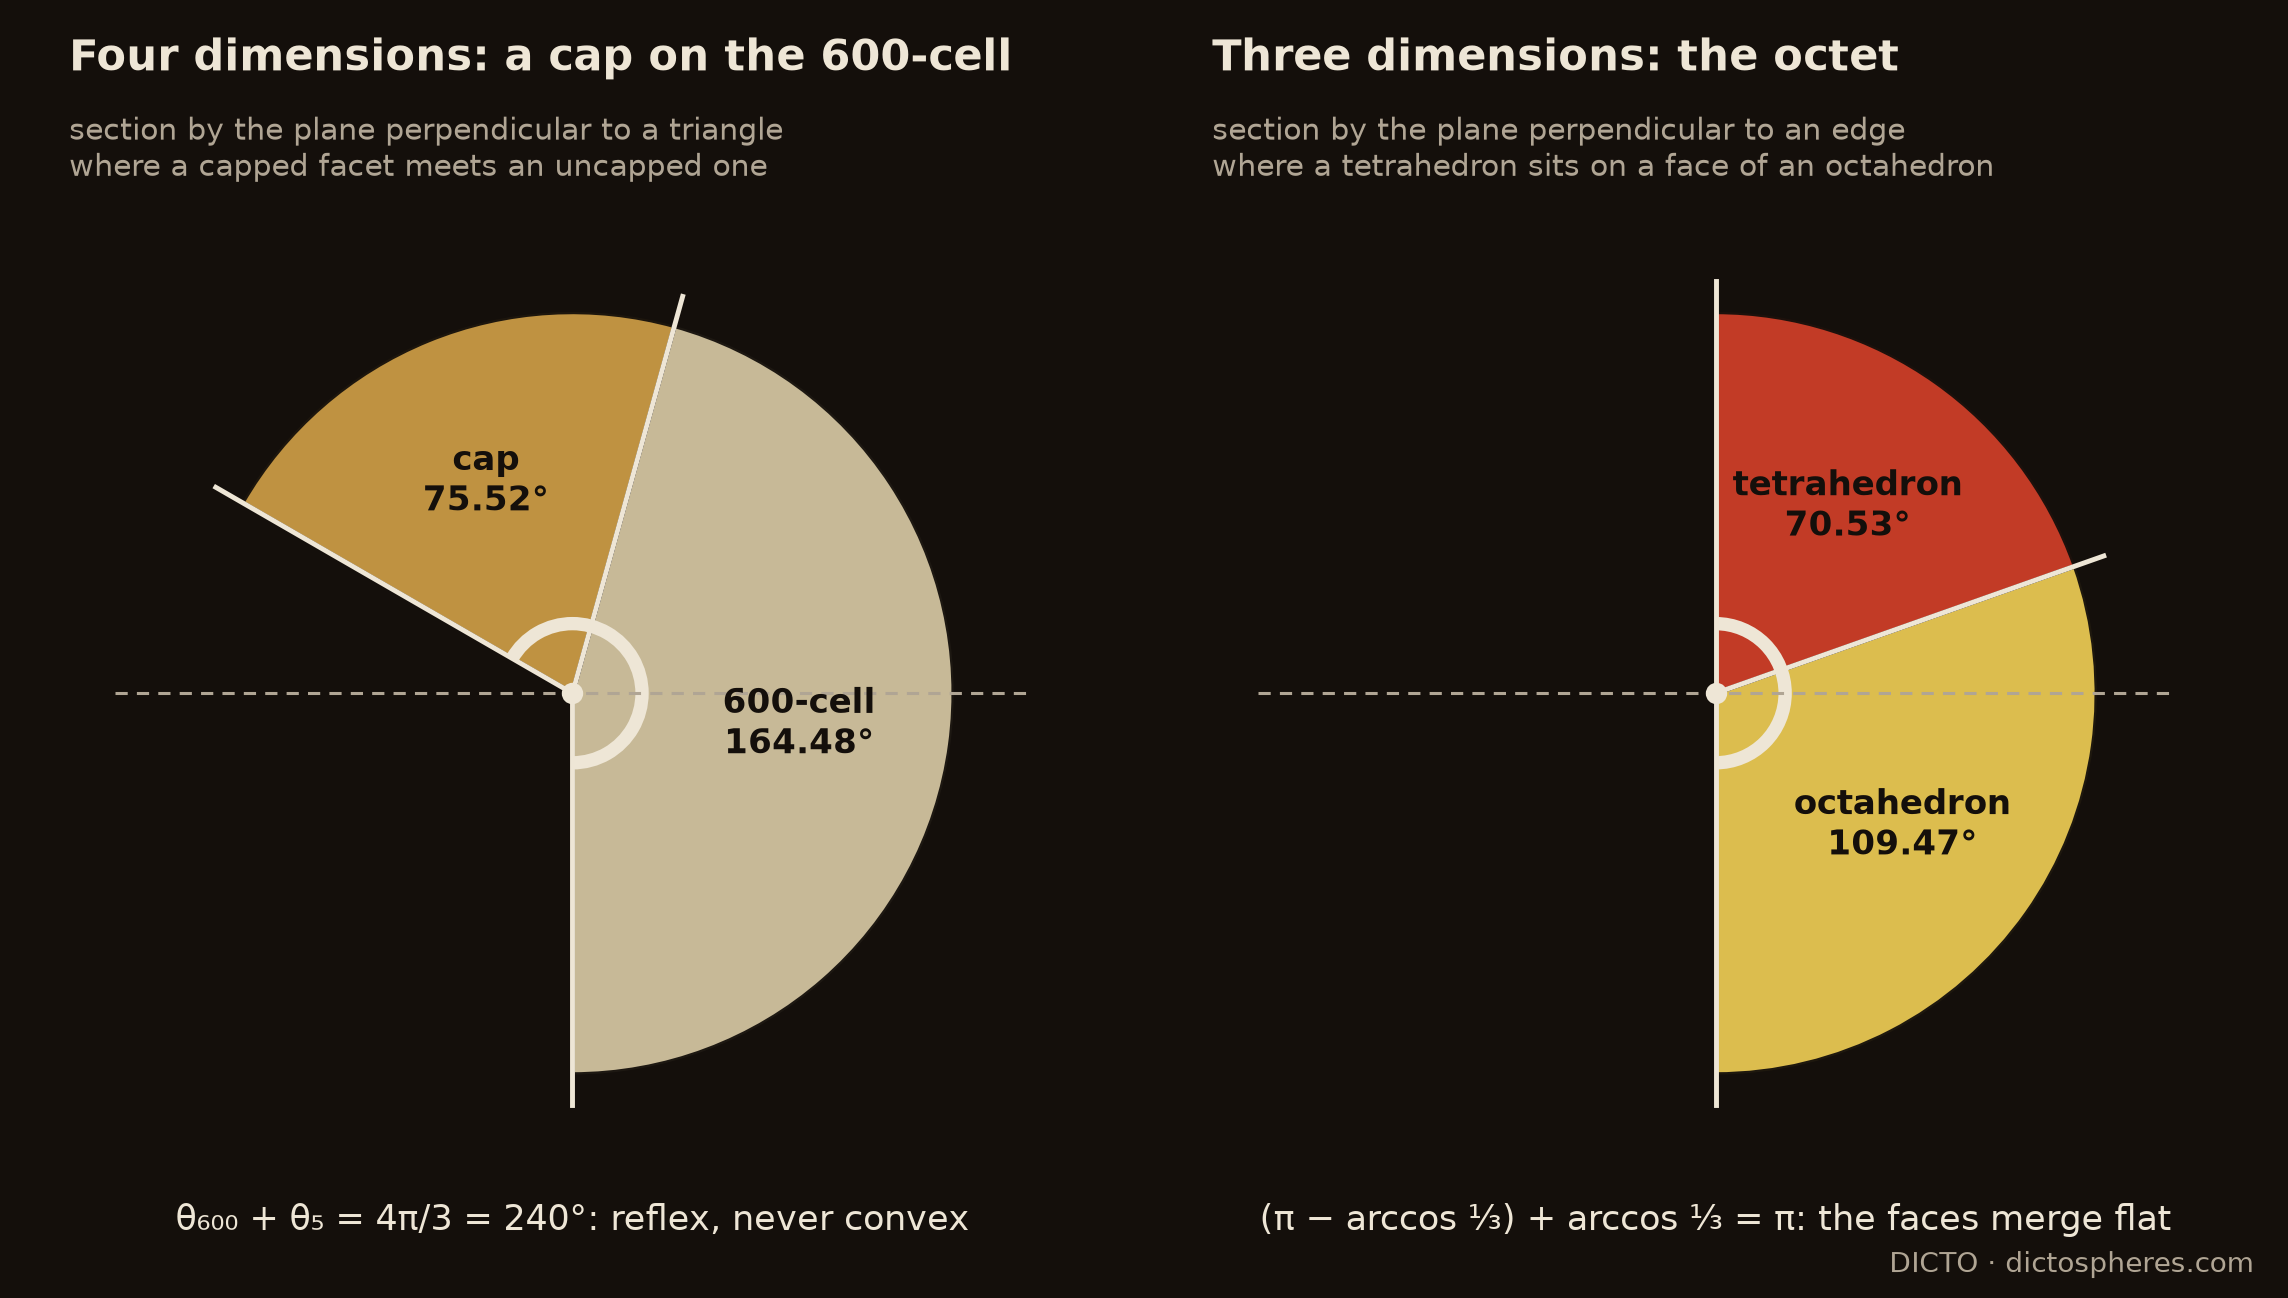 Four dimensions: a cap on the 600-cell
section by the plane perpendicular to a triangle
where a capped facet meets an uncapped one
cap
75.52°
600-cell
164.48°
θ₆₀₀ + θ₅ = 4π/3 = 240°: reflex, never convex
Three dimensions: the octet
section by the plane perpendicular to an edge
where a tetrahedron sits on a face of an octahedron
tetrahedron
70.53°
octahedron
109.47°
(π − arccos ⅓) + arccos ⅓ = π: the faces merge flat
DICTO · dictospheres.com